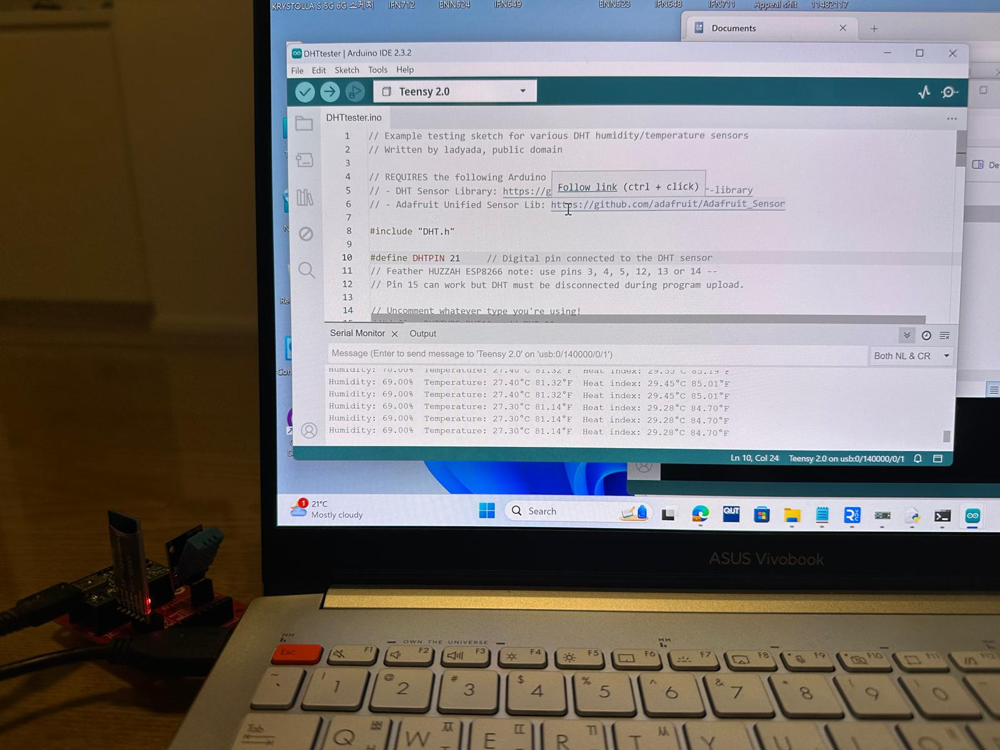 KRYSTOLLA S 5G 6G 스케치 IFN712 ENN524 IFN649 ENN523 IFN648 IFN711 Appeal shit 11482117
Documents
DHTtester | Arduino IDE 2.3.2
File Edit Sketch Tools Help
Teensy 2.0
DHTtester.ino
1 // Example testing sketch for various DHT humidity/temperature sensors
2 // Written by ladyada, public domain
3
4 // REQUIRES the following Arduino
Follow link (ctrl + click)
5 // - DHT Sensor Library: https://g r-library
6 // - Adafruit Unified Sensor Lib: https://github.com/adafruit/Adafruit_Sensor
7
8 #include "DHT.h"
9
10 #define DHTPIN 21 // Digital pin connected to the DHT sensor
11 // Feather HUZZAH ESP8266 note: use pins 3, 4, 5, 12, 13 or 14 --
12 // Pin 15 can work but DHT must be disconnected during program upload.
13
14 // Uncomment whatever type you're using!
Serial Monitor Output
Message (Enter to send message to 'Teensy 2.0' on 'usb:0/140000/0/1')
Both NL & CR
Humidity: 70.00% Temperature: 27.40°C 81.32°F Heat index: 29.55°C 85.19°F
Humidity: 69.00% Temperature: 27.40°C 81.32°F Heat index: 29.45°C 85.01°F
Humidity: 69.00% Temperature: 27.40°C 81.32°F Heat index: 29.45°C 85.01°F
Humidity: 69.00% Temperature: 27.30°C 81.14°F Heat index: 29.28°C 84.70°F
Humidity: 69.00% Temperature: 27.30°C 81.14°F Heat index: 29.28°C 84.70°F
Humidity: 69.00% Temperature: 27.30°C 81.14°F Heat index: 29.28°C 84.70°F
Ln 10, Col 24 Teensy 2.0 on usb:0/140000/0/1
1
21°C
Mostly cloudy
Search
QUT
ASUS Vivobook
OWN THE UNIVERSE
Esc F1 F2 F3 F4 F5 F6 F7 F8 F9 F10 F11 F12
~ ! @ # $ % ^ & * (
` 1 2 3 4 5 6 7 8 9 0
Tab Q ㅃ W ㅉ E ㄸ R ㄲ T ㅆ Y U